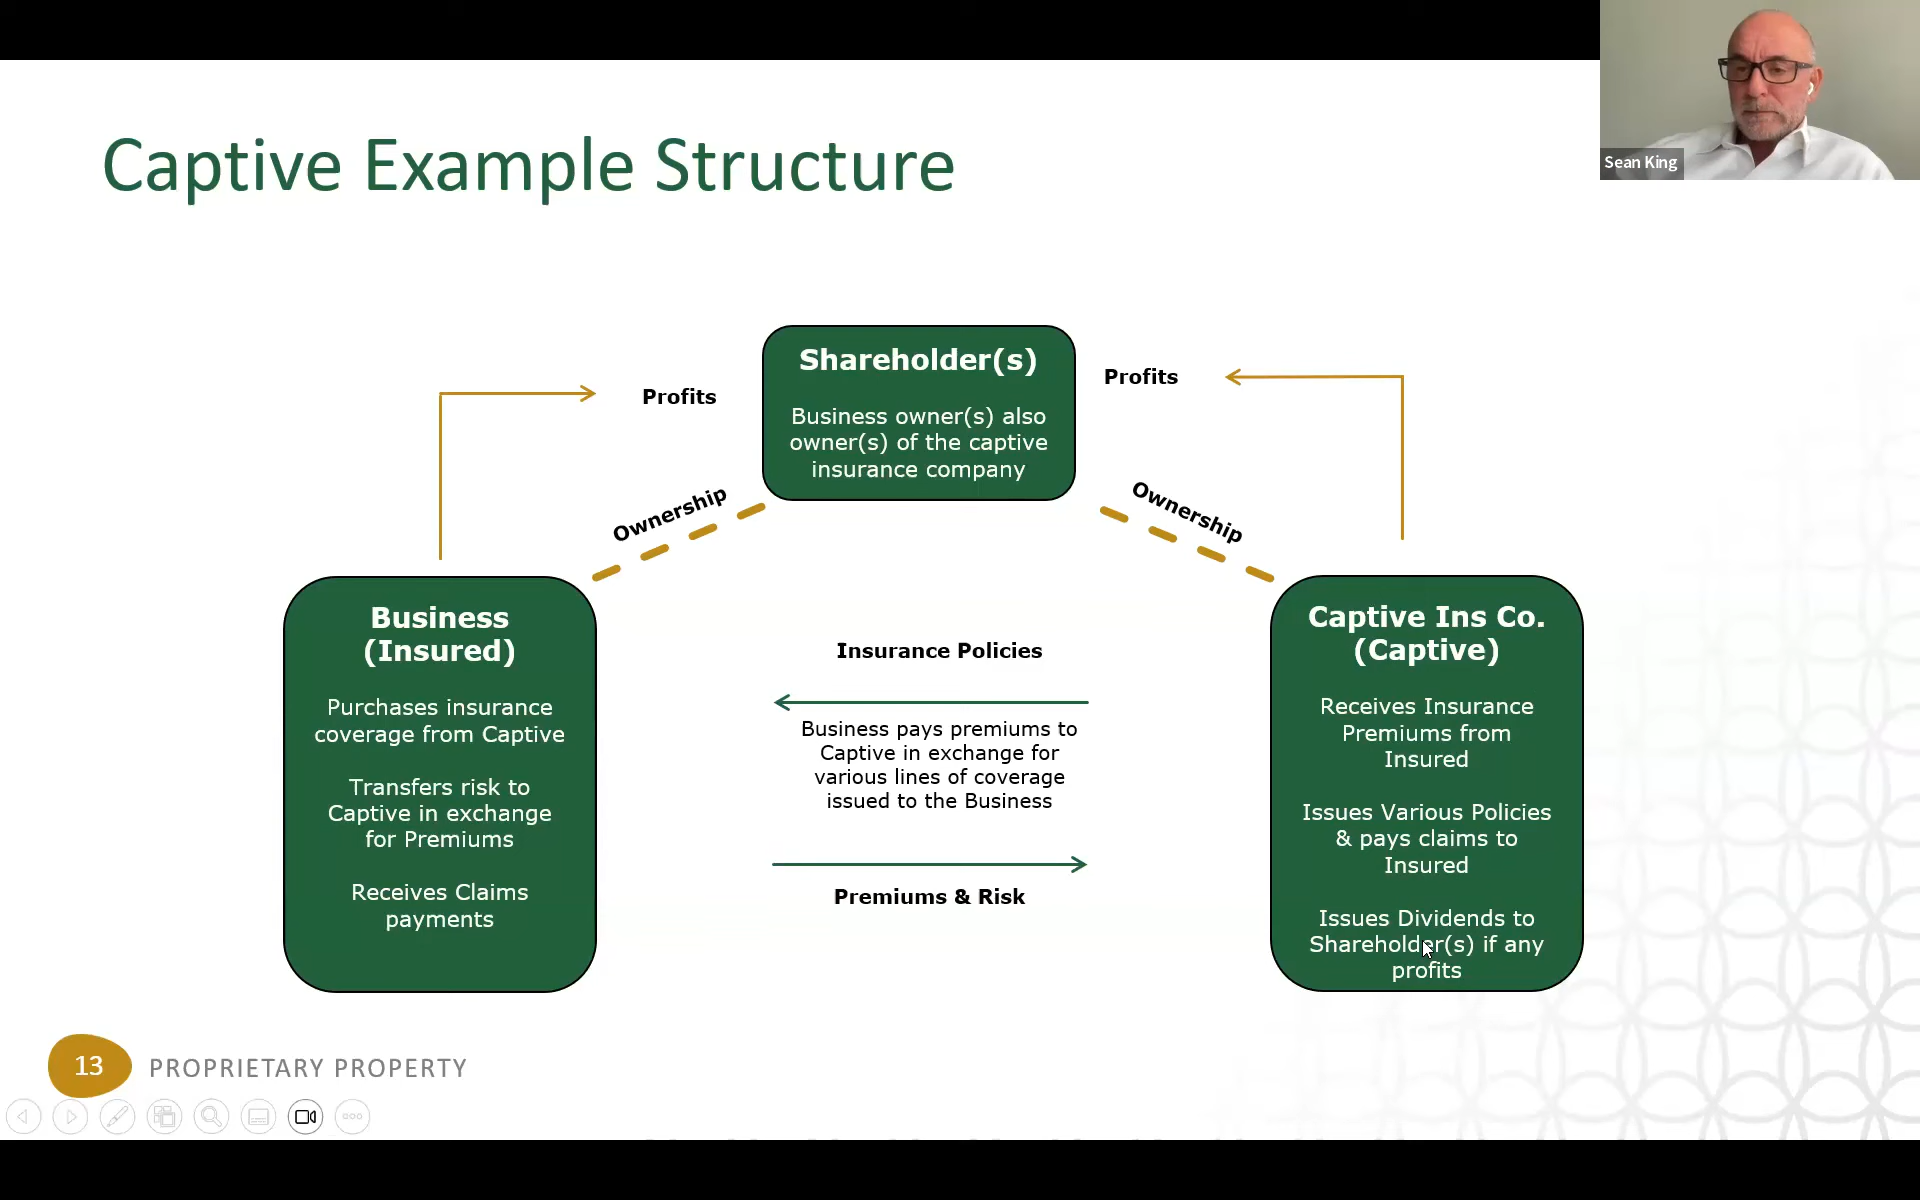 Sean King
Captive Example Structure
Shareholder(s)
Business owner(s) also
owner(s) of the captive
insurance company
Profits
Profits
Ownership
Ownership
Business
(Insured)
Purchases insurance
coverage from Captive
Transfers risk to
Captive in exchange
for Premiums
Receives Claims
payments
Insurance Policies
Business pays premiums to
Captive in exchange for
various lines of coverage
issued to the Business
Premiums & Risk
Captive Ins Co.
(Captive)
Receives Insurance
Premiums from
Insured
Issues Various Policies
& pays claims to
Insured
Issues Dividends to
Shareholder(s) if any
profits
13
PROPRIETARY PROPERTY